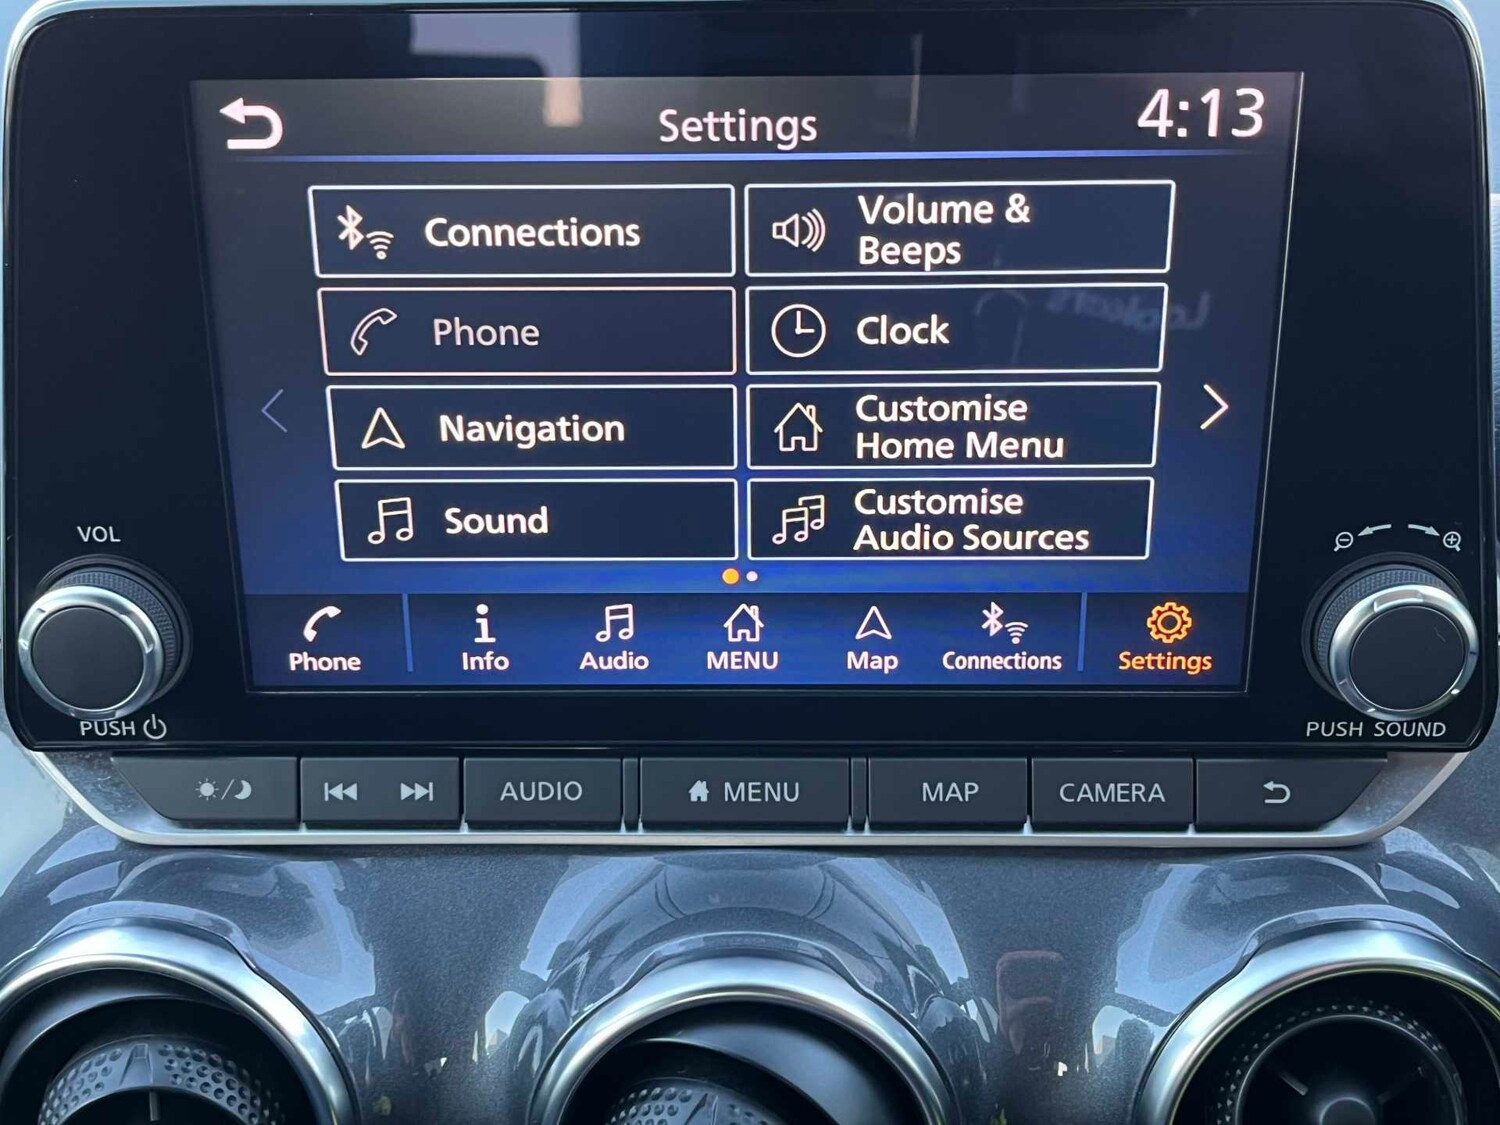 Settings
4:13
Connections
Volume &
Beeps
Phone
Clock
Navigation
Customise
Home Menu
Sound
Customise
Audio Sources
Phone
Info
Audio
MENU
Map
Connections
Settings
VOL
PUSH
PUSH SOUND
AUDIO
MENU
MAP
CAMERA